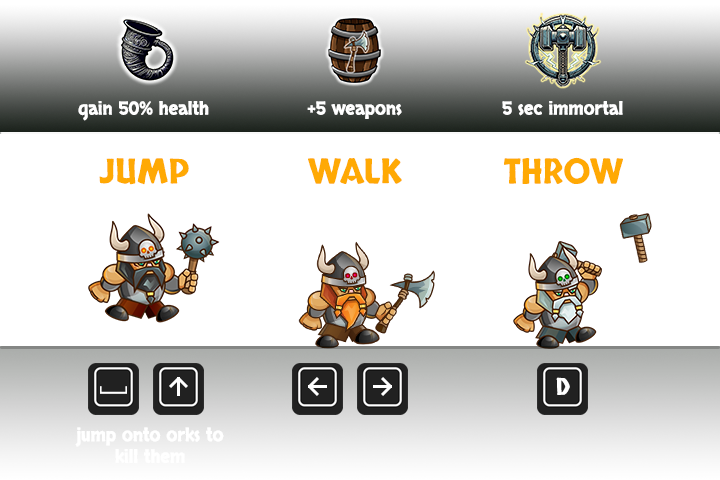 gain 50% health
+5 weapons
5 sec immortal
JUMP
WALK
THROW
D
jump onto orks to
kill them